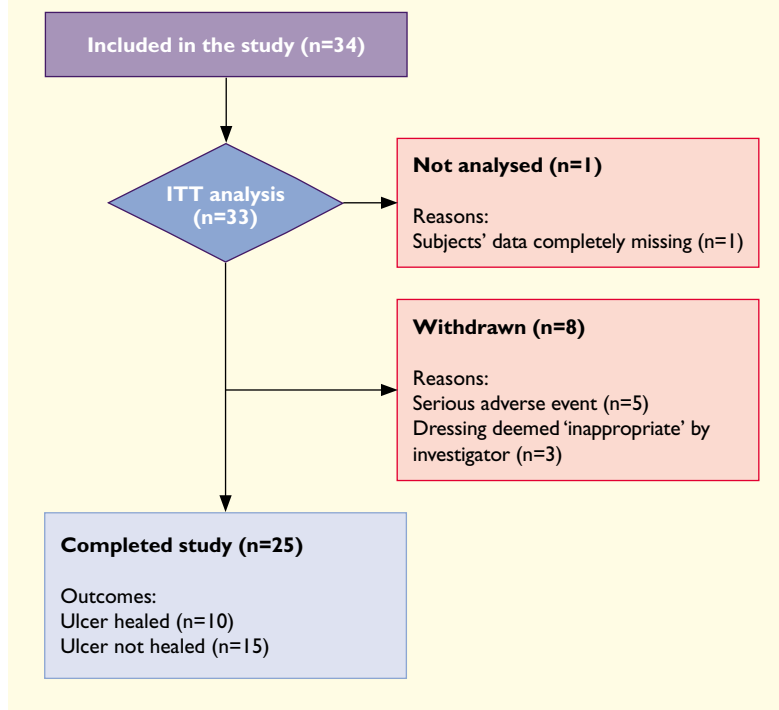 Included in the study (n=34)
ITT analysis
(n=33)
Not analysed (n=1)
Reasons:
Subjects' data completely missing (n=1)
Withdrawn (n=8)
Reasons:
Serious adverse event (n=5)
Dressing deemed 'inappropriate' by
investigator (n=3)
Completed study (n=25)
Outcomes:
Ulcer healed (n=10)
Ulcer not healed (n=15)